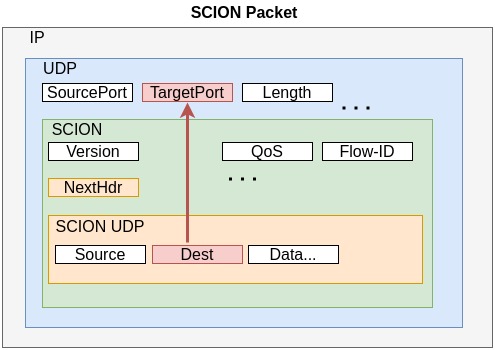 SCION Packet
IP
UDP
SourcePort TargetPort Length ...
SCION
Version QoS Flow-ID
...
NextHdr
SCION UDP
Source Dest Data...